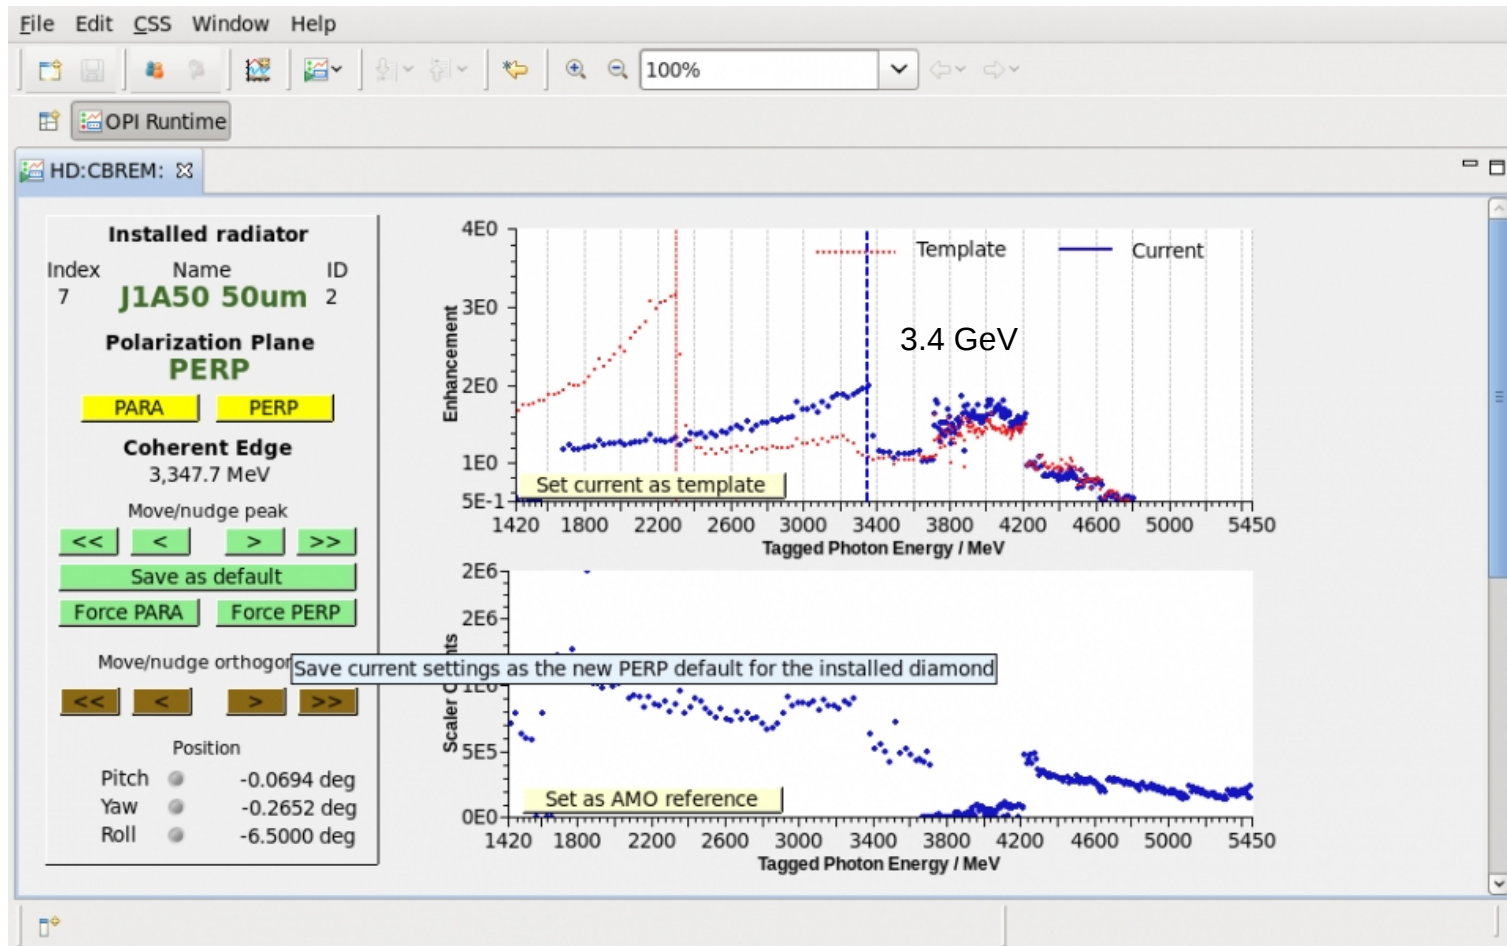 File Edit CSS Window Help
100%
OPI Runtime
HD:CBREM:
Installed radiator
Index Name ID
7 J1A50 50um 2
Polarization Plane
PERP
PARA PERP
Coherent Edge
3,347.7 MeV
Move/nudge peak
<< < > >>
Save as default
Force PARA Force PERP
Move/nudge
<< < > >>
Position
Pitch -0.0694 deg
Yaw -0.2652 deg
Roll -6.5000 deg
4E0
3E0
2E0
1E0
5E-1
Enhancement
Template Current
3.4 GeV
Set current as template
1420 1800 2200 2600 3000 3400 3800 4200 4600 5000 5450
Tagged Photon Energy / MeV
2E6
2E6
Save current settings as the new PERP default for the installed diamond
5E5
0E0
Scaler
Set as AMO reference
1420 1800 2200 2600 3000 3400 3800 4200 4600 5000 5450
Tagged Photon Energy / MeV